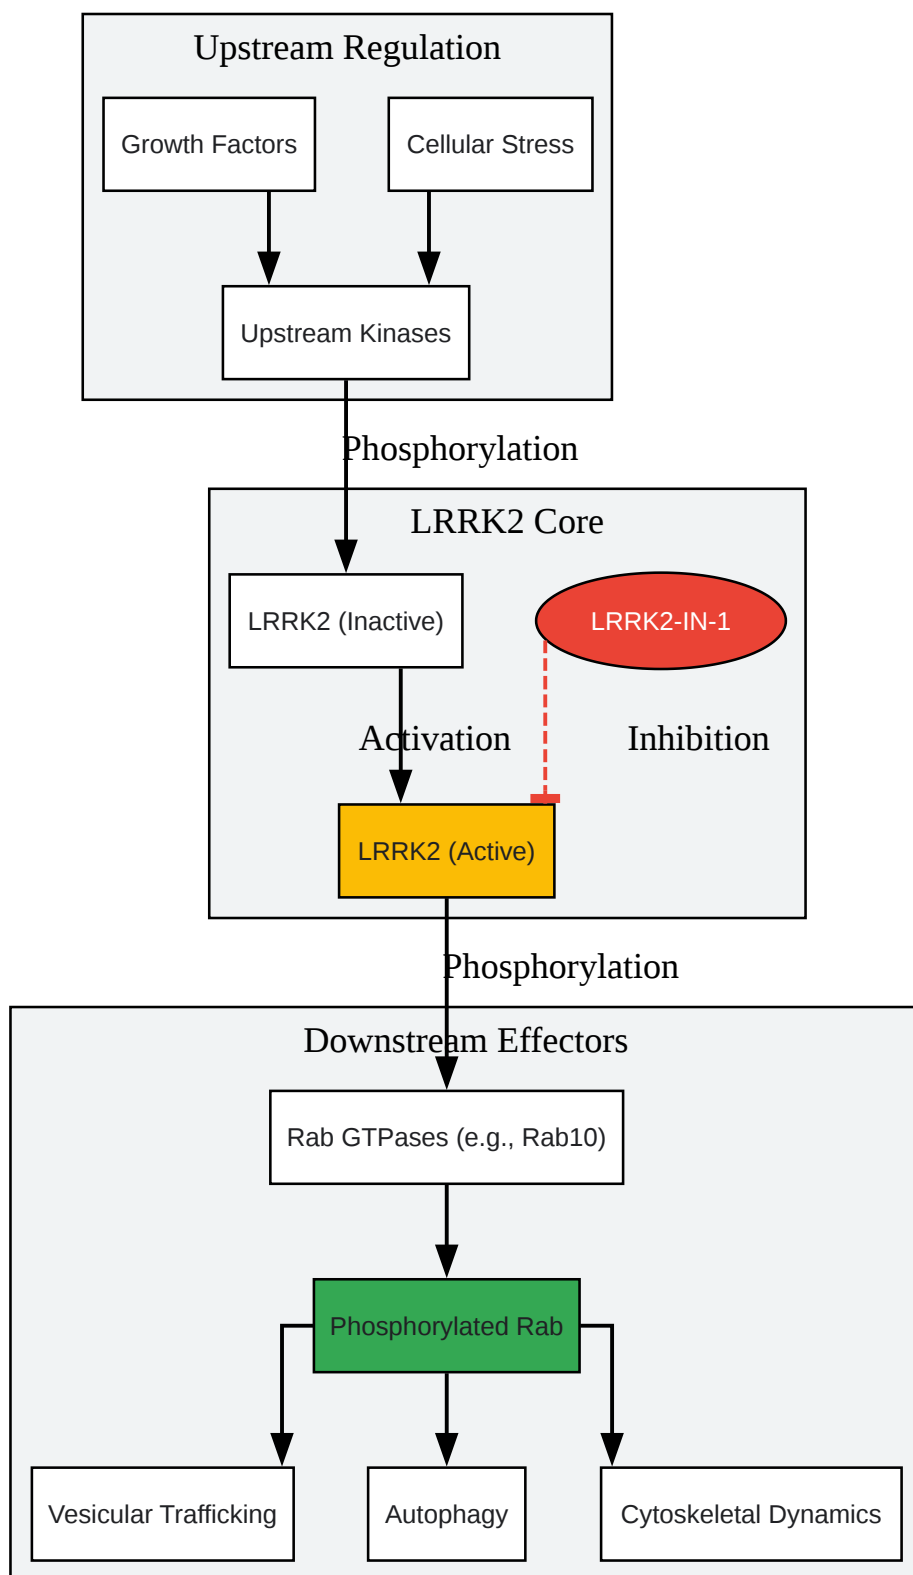 Upstream Regulation
Growth Factors
Cellular Stress
Upstream Kinases
Phosphorylation
LRRK2 Core
LRRK2 (Inactive)
LRRK2-IN-1
Activation
Inhibition
LRRK2 (Active)
Phosphorylation
Downstream Effectors
Rab GTPases (e.g., Rab10)
Phosphorylated Rab
Vesicular Trafficking
Autophagy
Cytoskeletal Dynamics